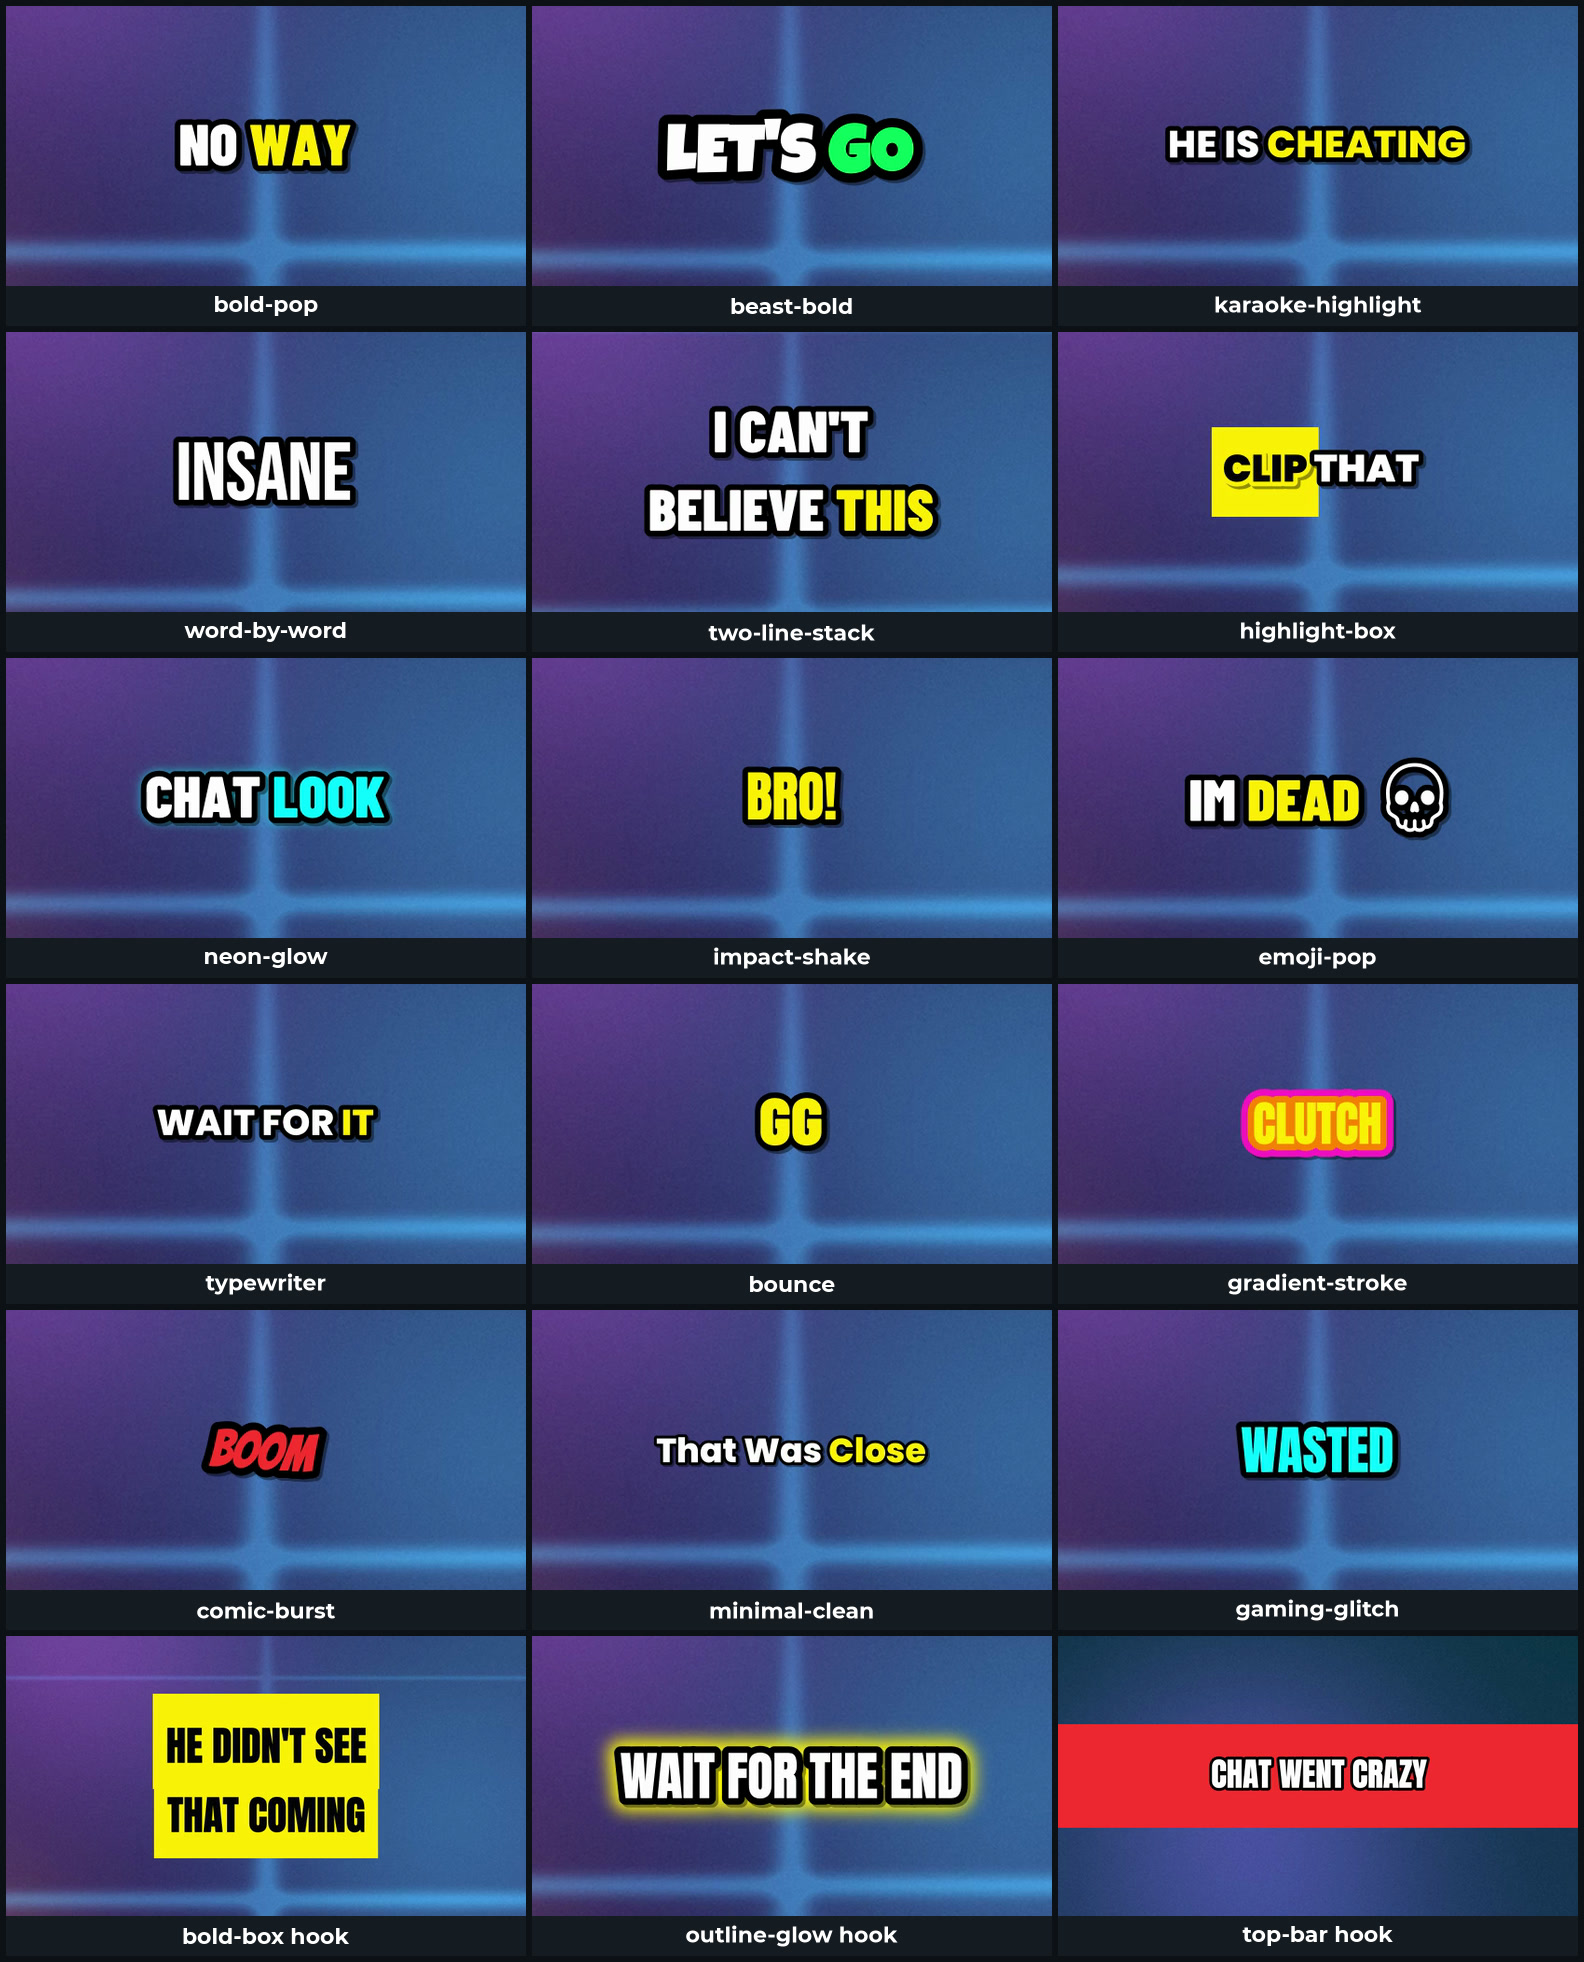 NO WAY
LET'S GO
HE IS CHEATING
bold-pop
beast-bold
karaoke-highlight
INSANE
I CAN'T
BELIEVE THIS
CLIP THAT
word-by-word
two-line-stack
highlight-box
CHAT LOOK
BRO!
IM DEAD
neon-glow
impact-shake
emoji-pop
WAIT FOR IT
GG
CLUTCH
typewriter
bounce
gradient-stroke
BOOM
That Was Close
WASTED
comic-burst
minimal-clean
gaming-glitch
HE DIDN'T SEE
THAT COMING
WAIT FOR THE END
CHAT WENT CRAZY
bold-box hook
outline-glow hook
top-bar hook